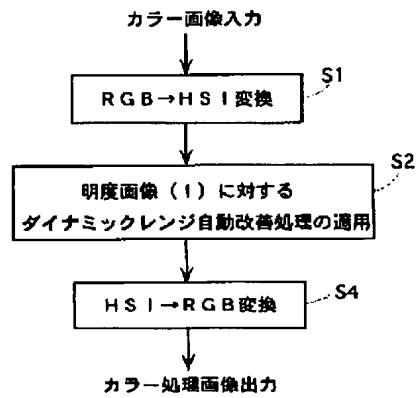 カラー画像入力
S1
RGB→HSI変換
S2
明度画像(I)に対する
ダイナミックレンジ自動改善処理の適用
HSI→RGB変換
S4
カラー処理画像出力